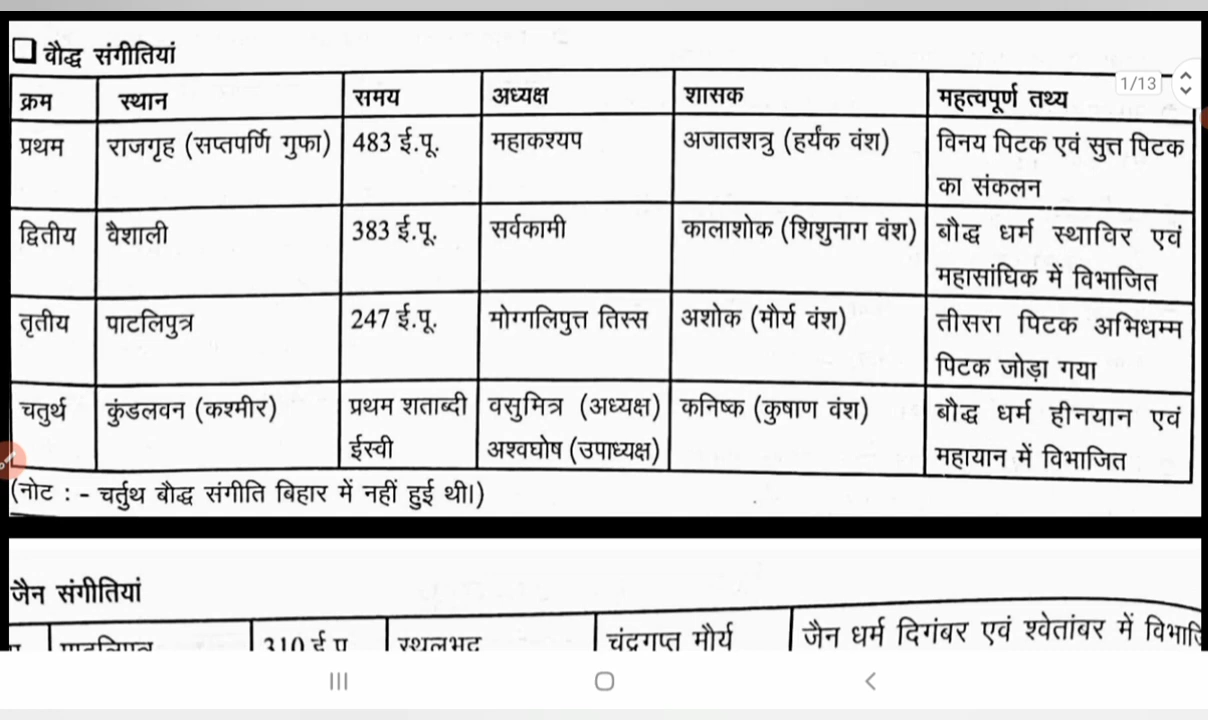 बौद्ध संगीतियां
क्रम स्थान समय अध्यक्ष शासक महत्वपूर्ण तथ्य
1/13
प्रथम राजगृह (सप्तपर्णि गुफा) 483 ई.पू. महाकश्यप अजातशत्रु (हर्यंक वंश) विनय पिटक एवं सुत्त पिटक
का संकलन
द्वितीय वैशाली 383 ई.पू. सर्वकामी कालाशोक (शिशुनाग वंश) बौद्ध धर्म स्थाविर एवं
महासांघिक में विभाजित
तृतीय पाटलिपुत्र 247 ई.पू. मोग्गलिपुत्त तिस्स अशोक (मौर्य वंश) तीसरा पिटक अभिधम्म
पिटक जोड़ा गया
चतुर्थ कुंडलवन (कश्मीर) प्रथम शताब्दी वसुमित्र (अध्यक्ष) कनिष्क (कुषाण वंश) बौद्ध धर्म हीनयान एवं
ईस्वी अश्वघोष (उपाध्यक्ष) महायान में विभाजित
(नोट : - चर्तुथ बौद्ध संगीति बिहार में नहीं हुई थी।)
जैन संगीतियां
310 ई पू चंद्रगुप्त मौर्य जैन धर्म दिगंबर एवं श्वेतांबर में